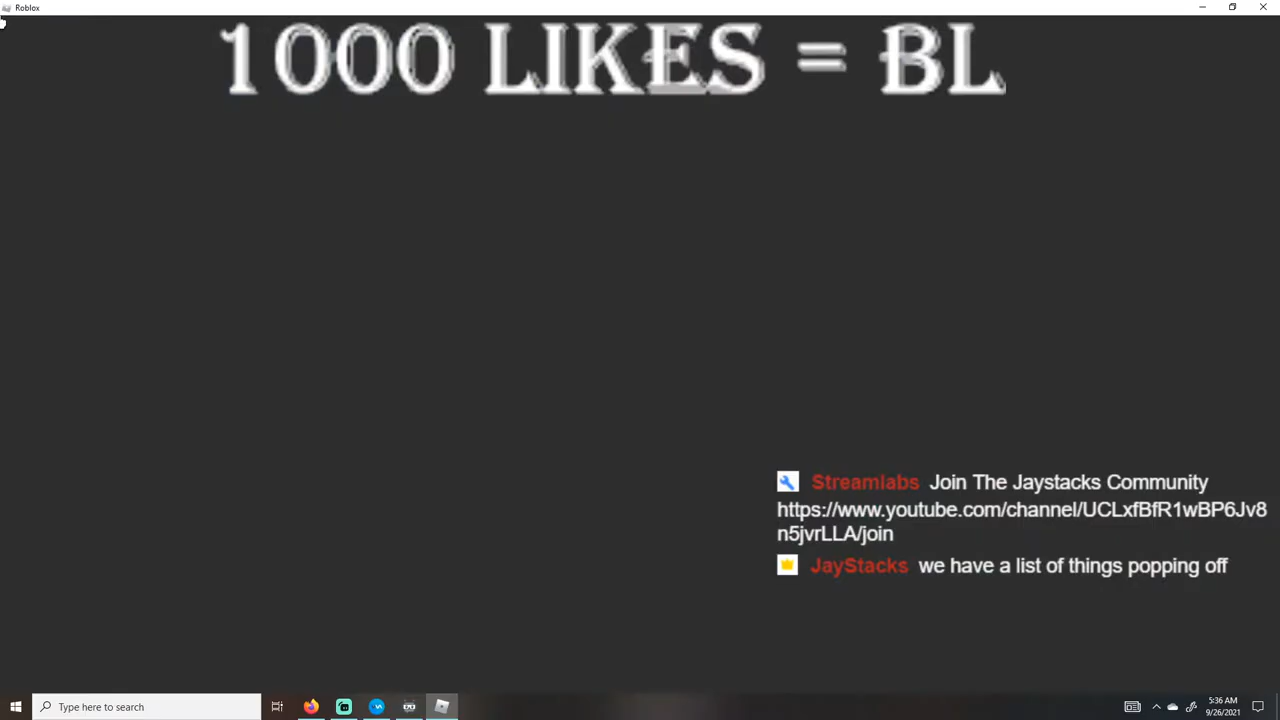 Roblox
1000 LIKES = BL
Streamlabs Join The Jaystacks Community
https://www.youtube.com/channel/UCLxfBfR1wBP6Jv8
n5jvrLLA/join
JayStacks we have a list of things popping off
Type here to search
5:36 AM
9/26/2021